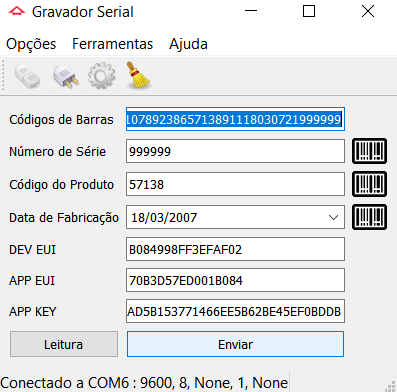 Gravador Serial
Opções Ferramentas Ajuda
Códigos de Barras 1078923865713891118030721999999
Número de Série 999999
Código do Produto 57138
Data de Fabricação 18/03/2007
DEV EUI B084998FF3EFAF02
APP EUI 70B3D57ED001B084
APP KEY AD5B153771466EE5B62BE45EF0BDDB
Leitura Enviar
Conectado a COM6 : 9600, 8, None, 1, None